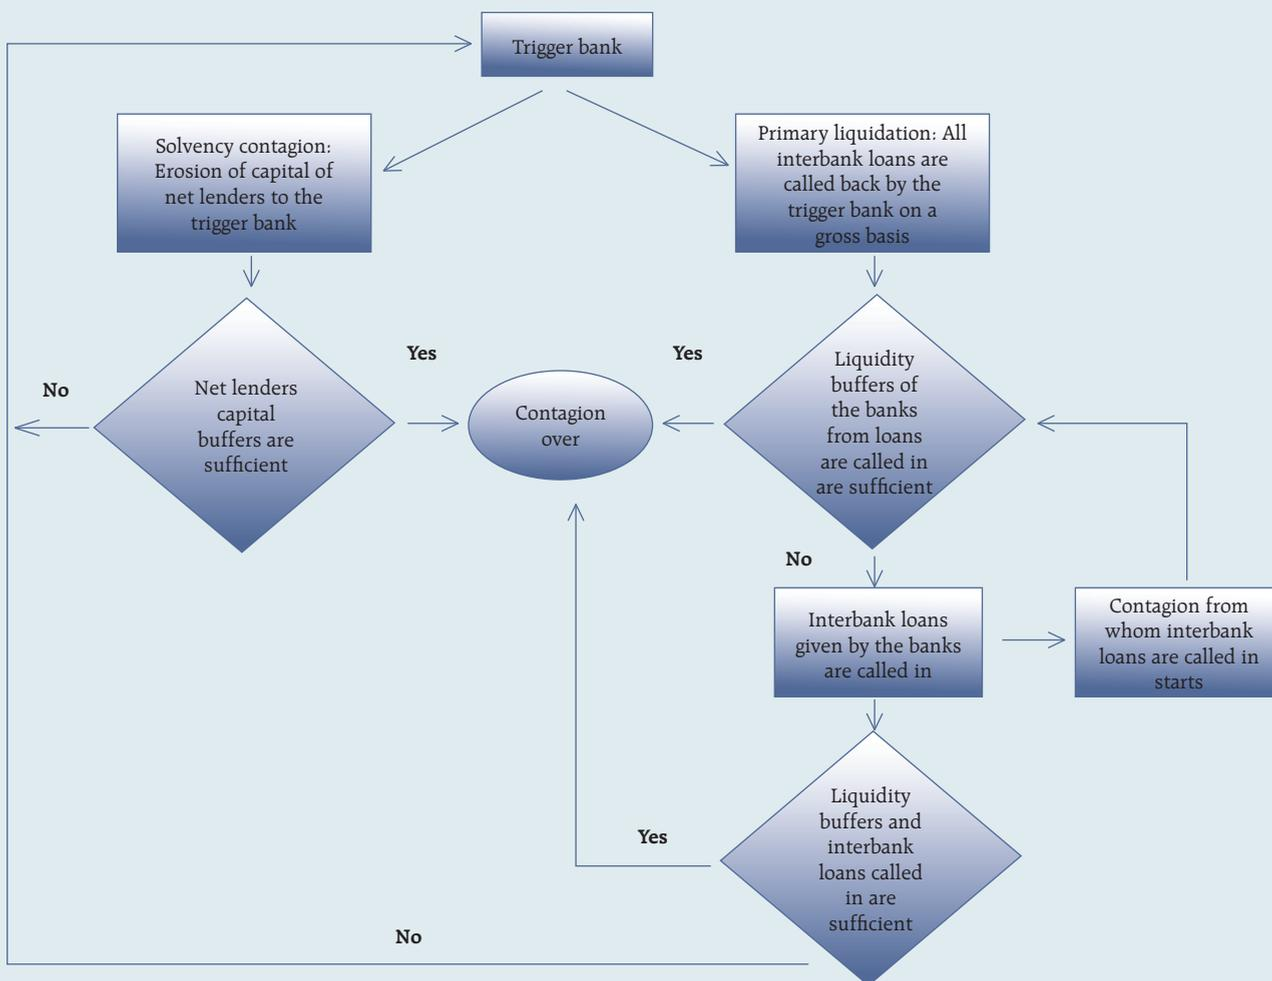 Trigger bank
Solvency contagion:
Erosion of capital of
net lenders to the
trigger bank
Primary liquidation: All
interbank loans are
called back by the
trigger bank on a
gross basis
No
Net lenders
capital
buffers are
sufficient
Yes
Contagion
over
Yes
Liquidity
buffers of
the banks
from loans
are called in
are sufficient
No
Interbank loans
given by the banks
are called in
Contagion from
whom interbank
loans are called in
starts
Yes
Liquidity
buffers and
interbank
loans called
in are
sufficient
No